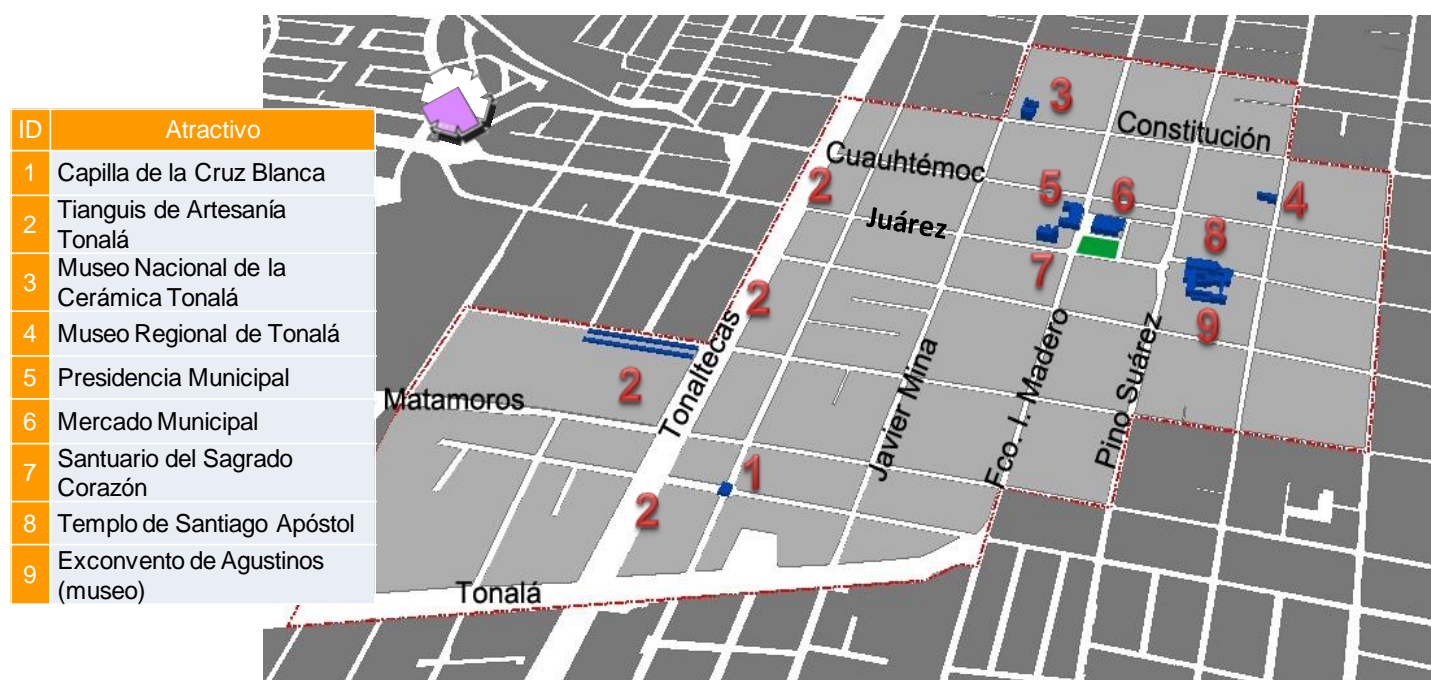 ID Atractivo
1 Capilla de la Cruz Blanca
2 Tianguis de Artesanía
Tonalá
3 Museo Nacional de la
Cerámica Tonalá
4 Museo Regional de Tonalá
5 Presidencia Municipal
6 Mercado Municipal
7 Santuario del Sagrado
Corazón
8 Templo de Santiago Apóstol
9 Exconvento de Agustinos
(museo)
3
Constitución
Cuauhtémoc
2
5
6
4
Juárez
8
7
2
9
Tonaltecas
Javier Mina
Fco. I. Madero
Pino Suárez
2
Matamoros
1
2
Tonalá